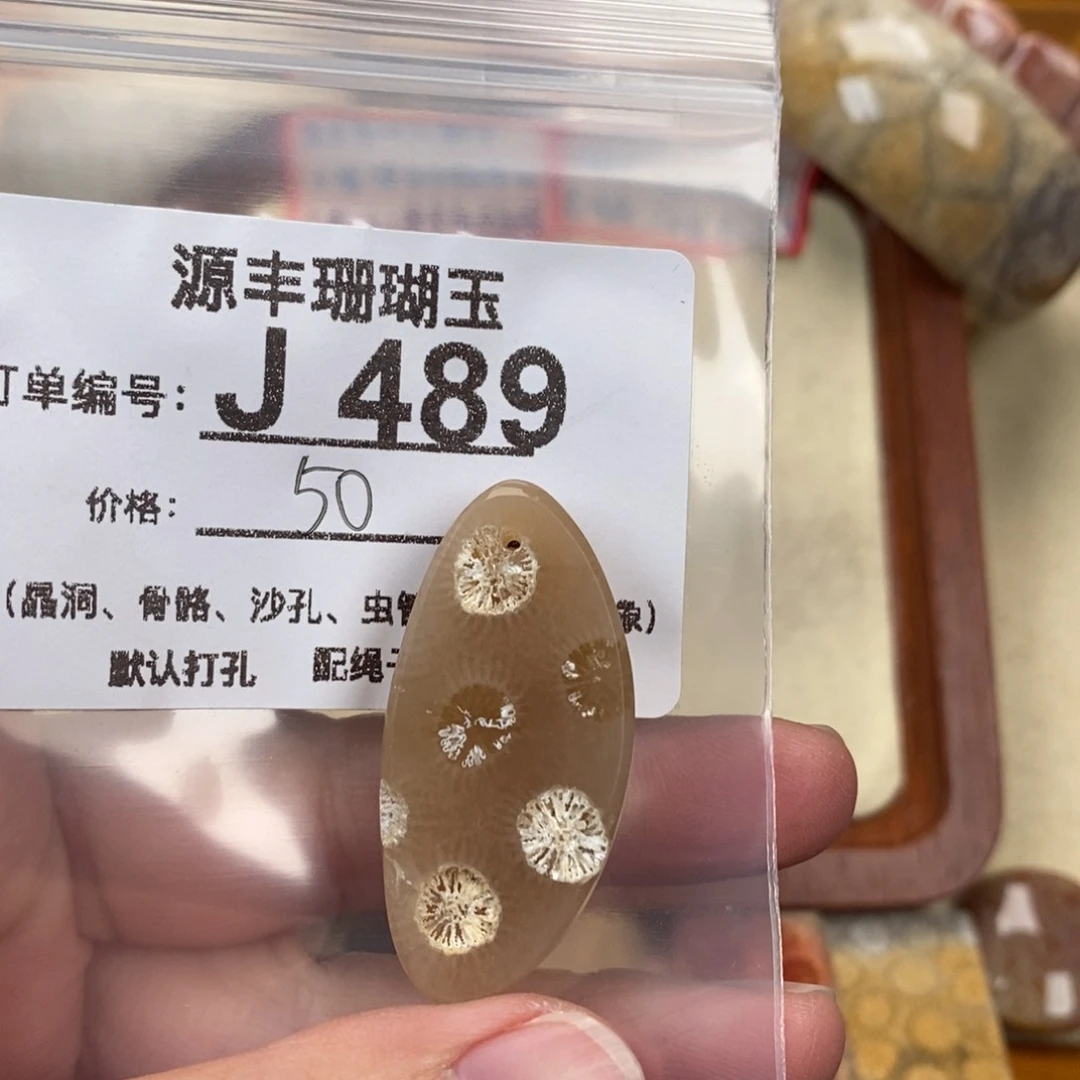 源丰珊瑚玉
订单编号: J 489
价格: 50
(晶洞、骨骼、沙孔、虫
默认打孔 配绳